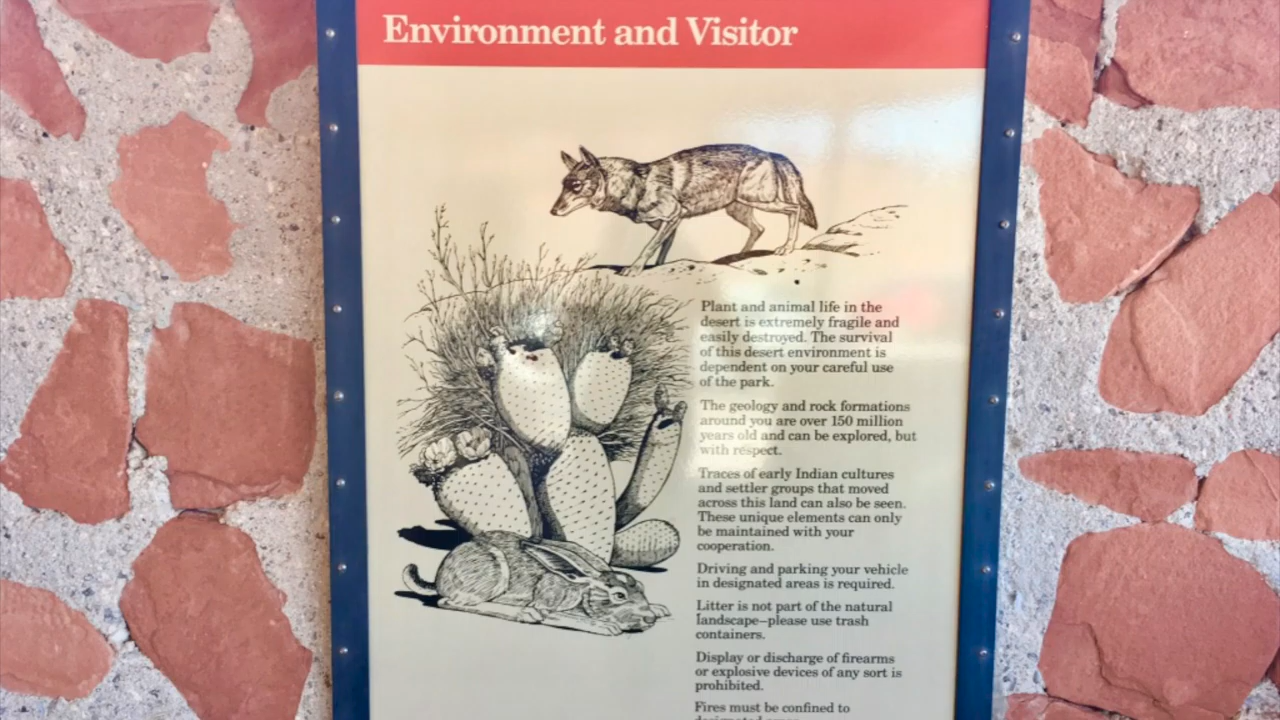 Environment and Visitor
Plant and animal life in the
desert is extremely fragile and
easily destroyed. The survival
of this desert environment is
dependent on your careful use
of the park.
The geology and rock formations
around you are over 150 million
years old and can be explored, but
with respect.
Traces of early Indian cultures
and settler groups that moved
across this land can also be seen.
These unique elements can only
be maintained with your
cooperation.
Driving and parking your vehicle
in designated areas is required.
Litter is not part of the natural
landscape–please use trash
containers.
Display or discharge of firearms
or explosive devices of any sort is
prohibited.
Fires must be confined to